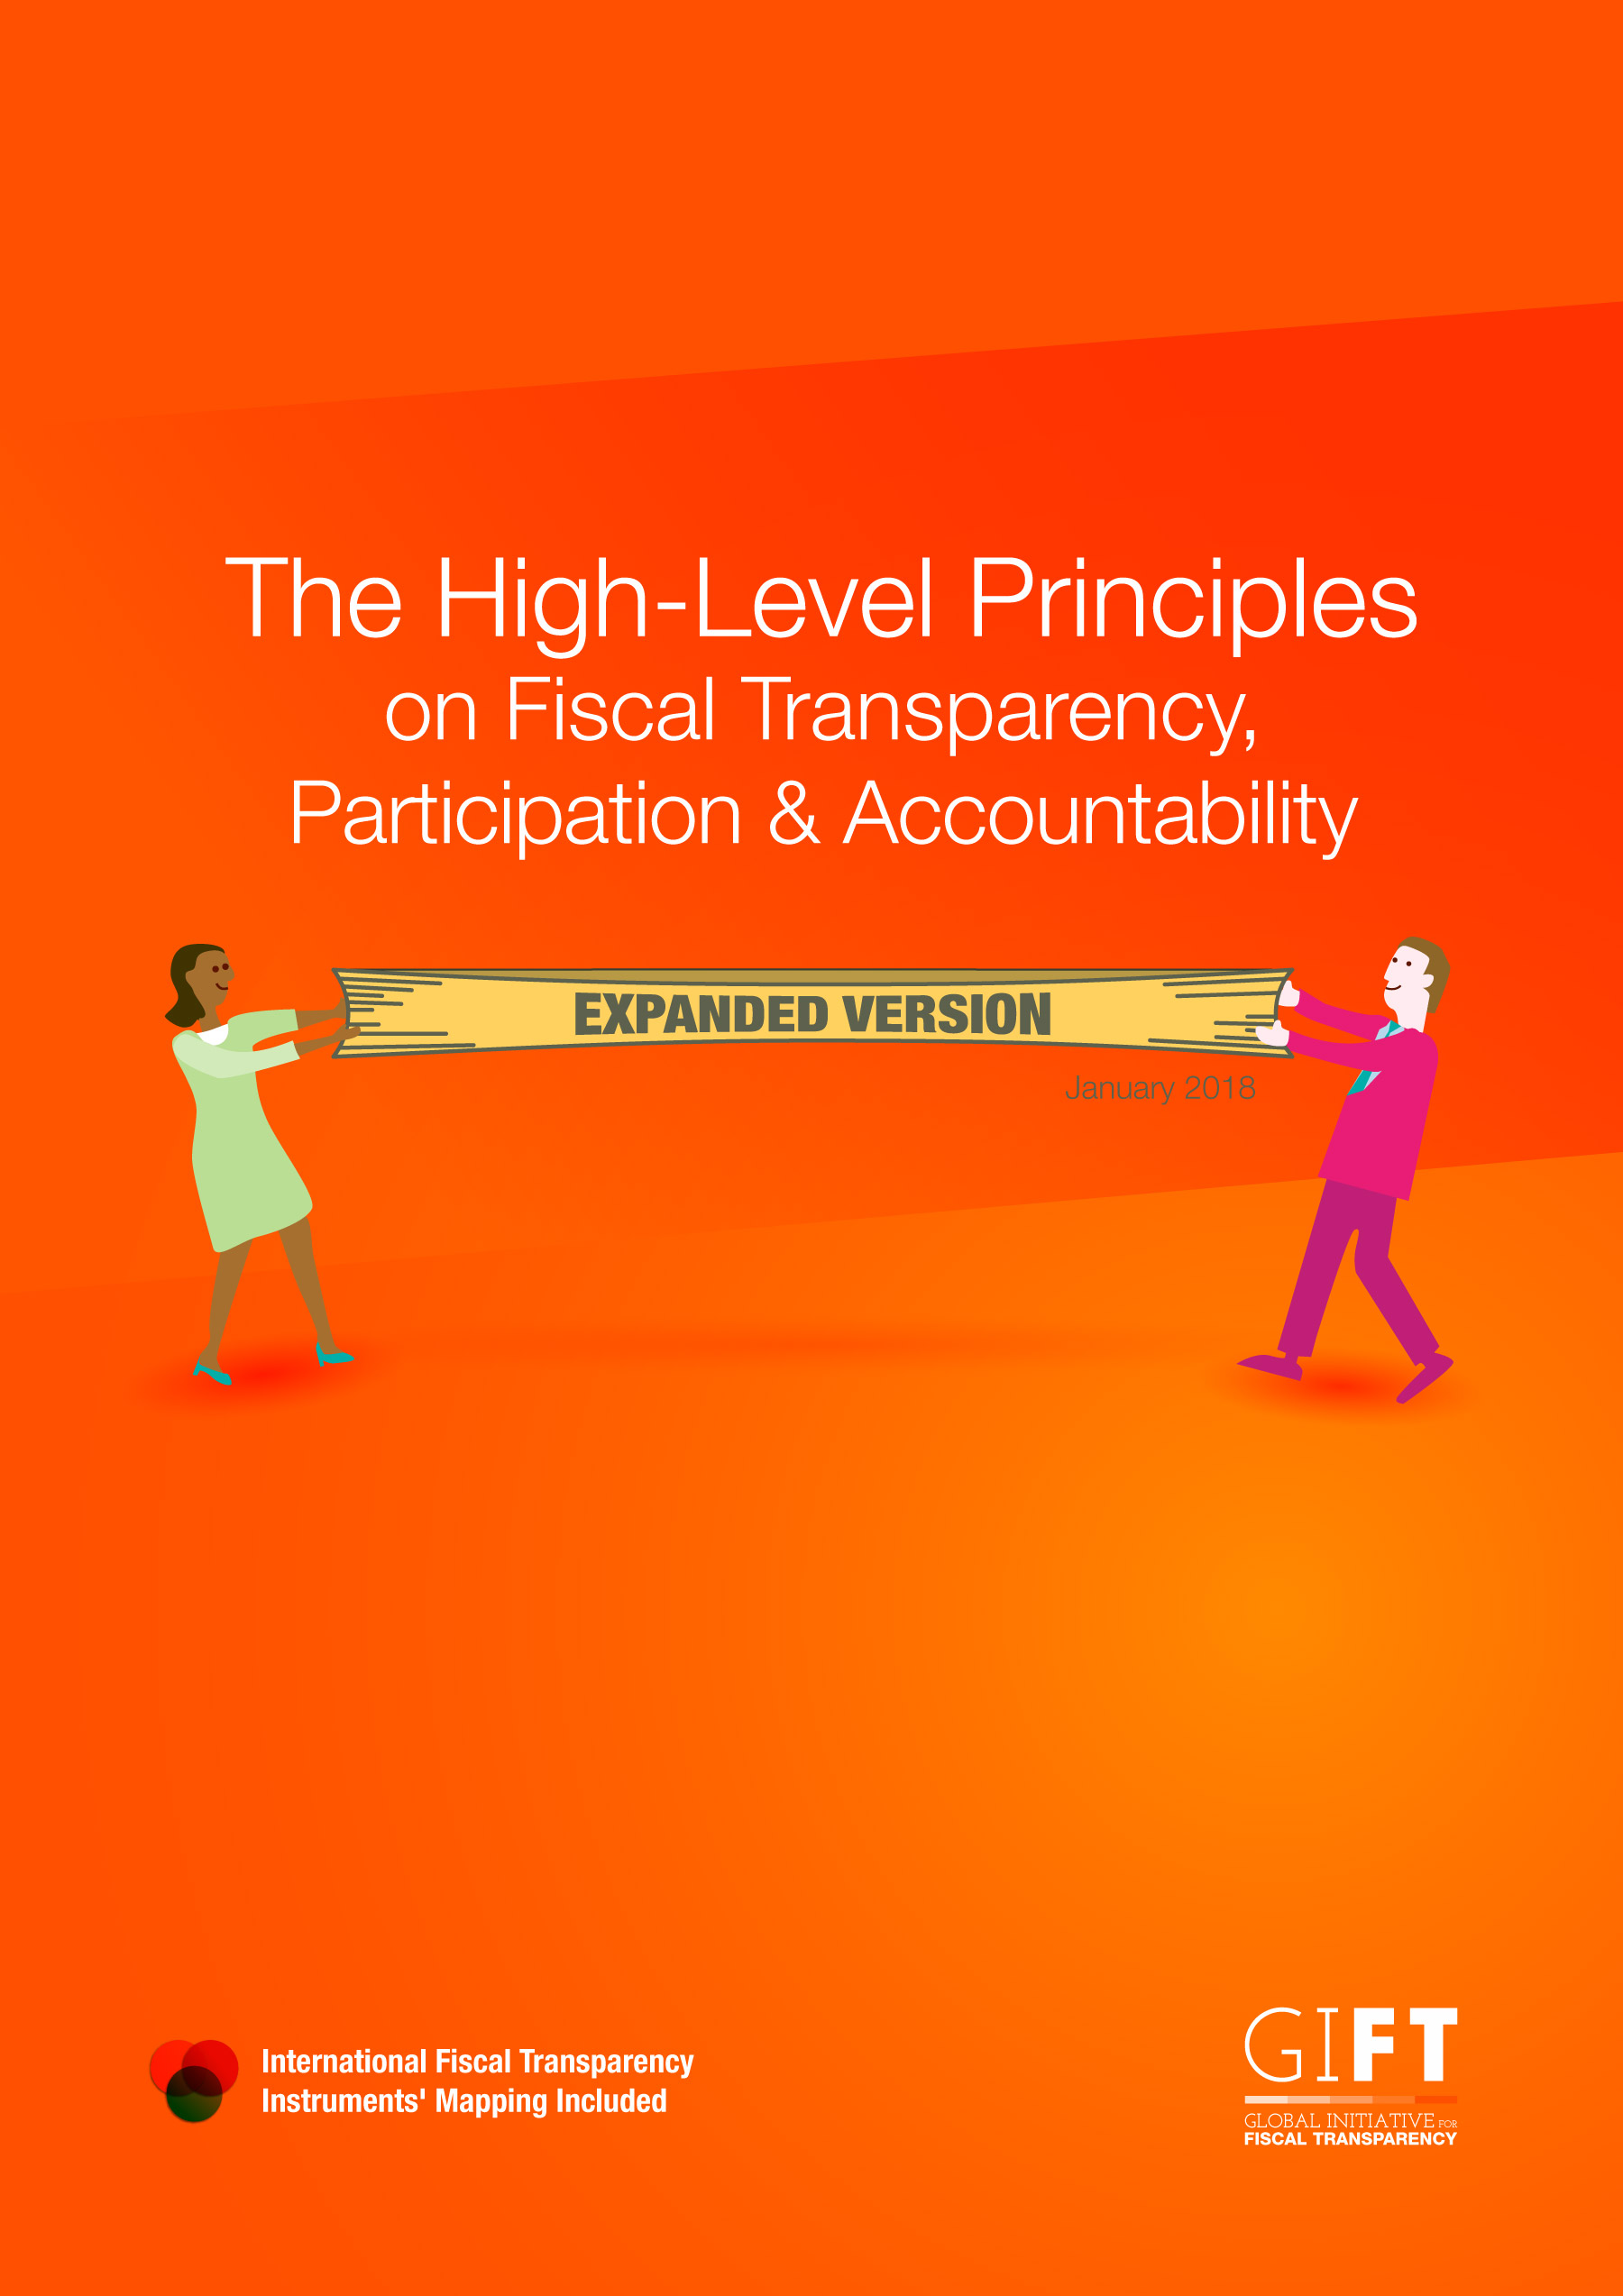 The High-Level Principles
on Fiscal Transparency,
Participation & Accountability
EXPANDED VERSION
January 2018
International Fiscal Transparency
Instruments' Mapping Included
GIFT
GLOBAL INITIATIVE FOR
FISCAL TRANSPARENCY